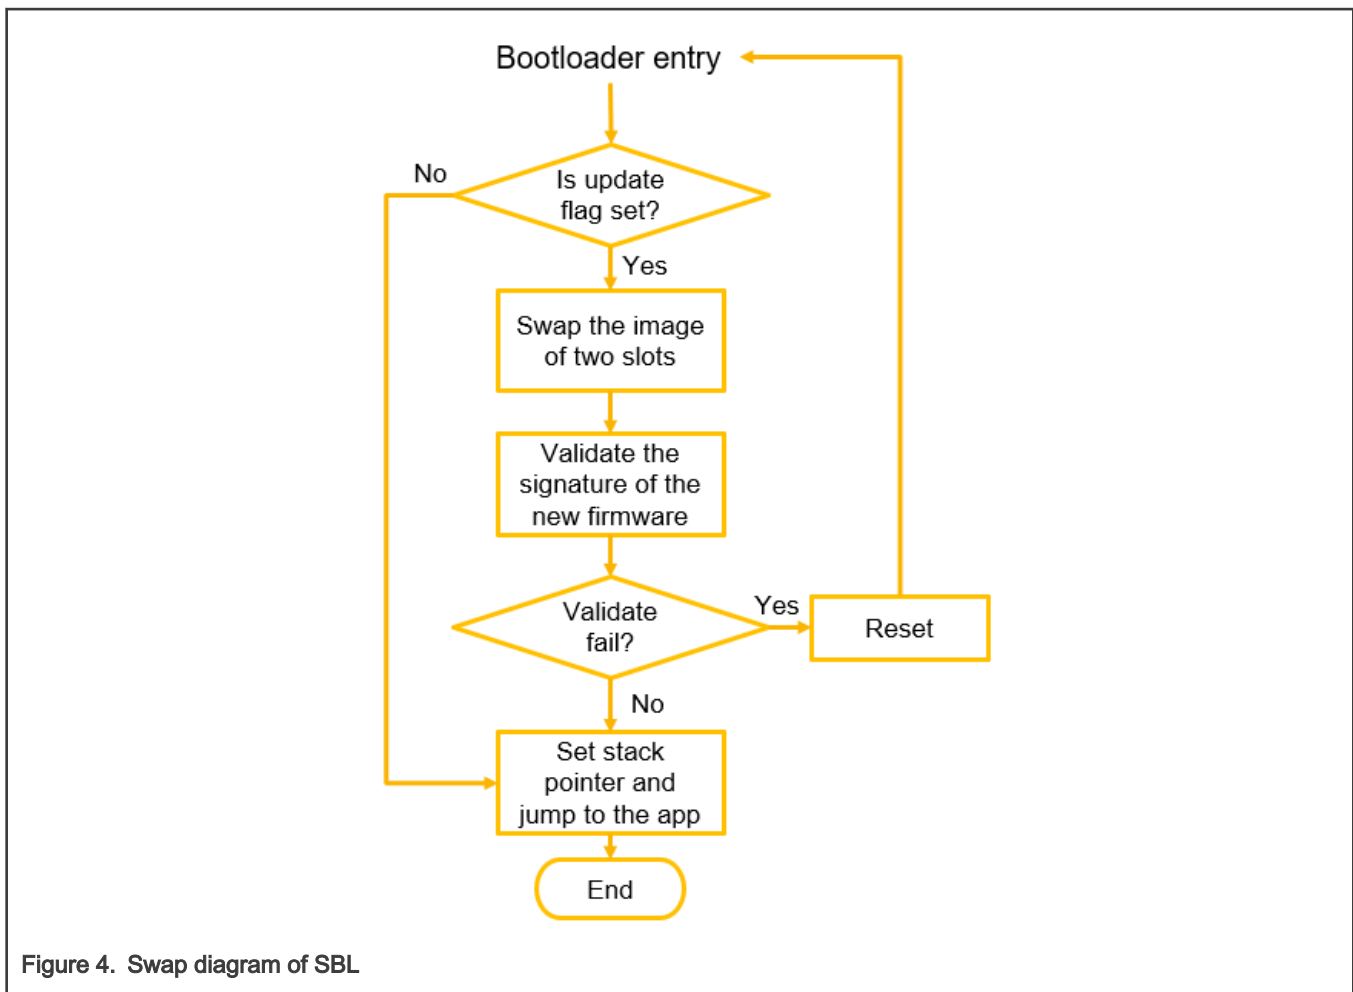 Bootloader entry
No
Is update
flag set?
Yes
Swap the image
of two slots
Validate the
signature of the
new firmware
Validate
fail?
Yes
Reset
No
Set stack
pointer and
jump to the app
End
Figure 4. Swap diagram of SBL